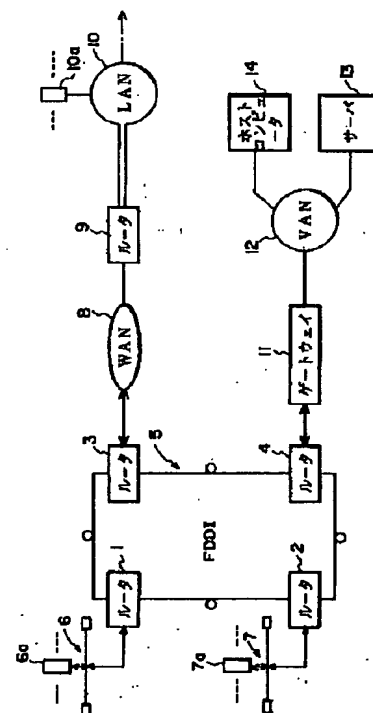 10a
10
LAN
9
ルータ
8
WAN
3
ルータ
5
1
ルータ
6
6a
FDDI
14
ホスト
コンピュ
ータ
13
サーバ
12
VAN
11
ゲートウェイ
4
ルータ
2
ルータ
7
7a